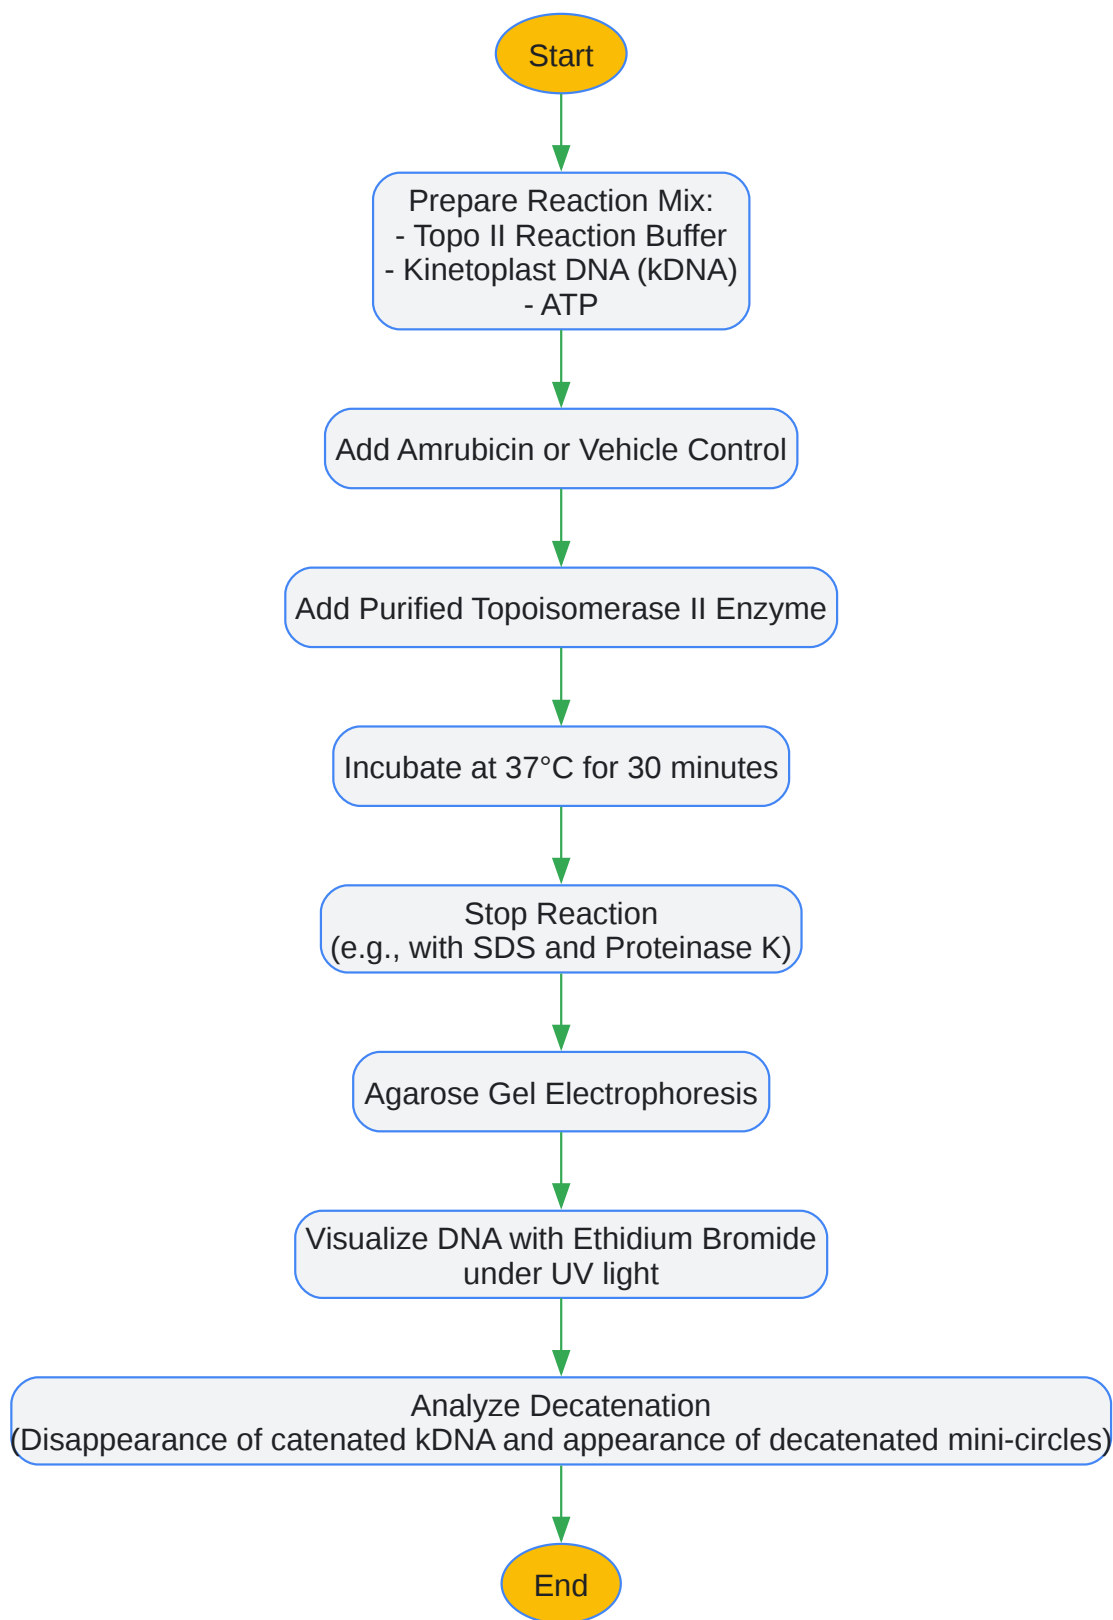 Start
Prepare Reaction Mix:
- Topo II Reaction Buffer
- Kinetoplast DNA (kDNA)
- ATP
Add Amrubicin or Vehicle Control
Add Purified Topoisomerase II Enzyme
Incubate at 37°C for 30 minutes
Stop Reaction
(e.g., with SDS and Proteinase K)
Agarose Gel Electrophoresis
Visualize DNA with Ethidium Bromide
under UV light
Analyze Decatenation
(Disappearance of catenated kDNA and appearance of decatenated mini-circles)
End